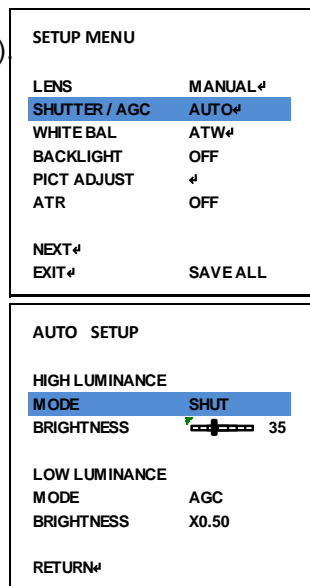 )
SETUP MENU
LENS MANUAL↵
SHUTTER / AGC AUTO↵
WHITE BAL ATW↵
BACKLIGHT OFF
PICT ADJUST ↵
ATR OFF
NEXT↵
EXIT↵ SAVE ALL
AUTO SETUP
HIGH LUMINANCE
MODE SHUT
BRIGHTNESS 35
LOW LUMINANCE
MODE AGC
BRIGHTNESS X0.50
RETURN↵